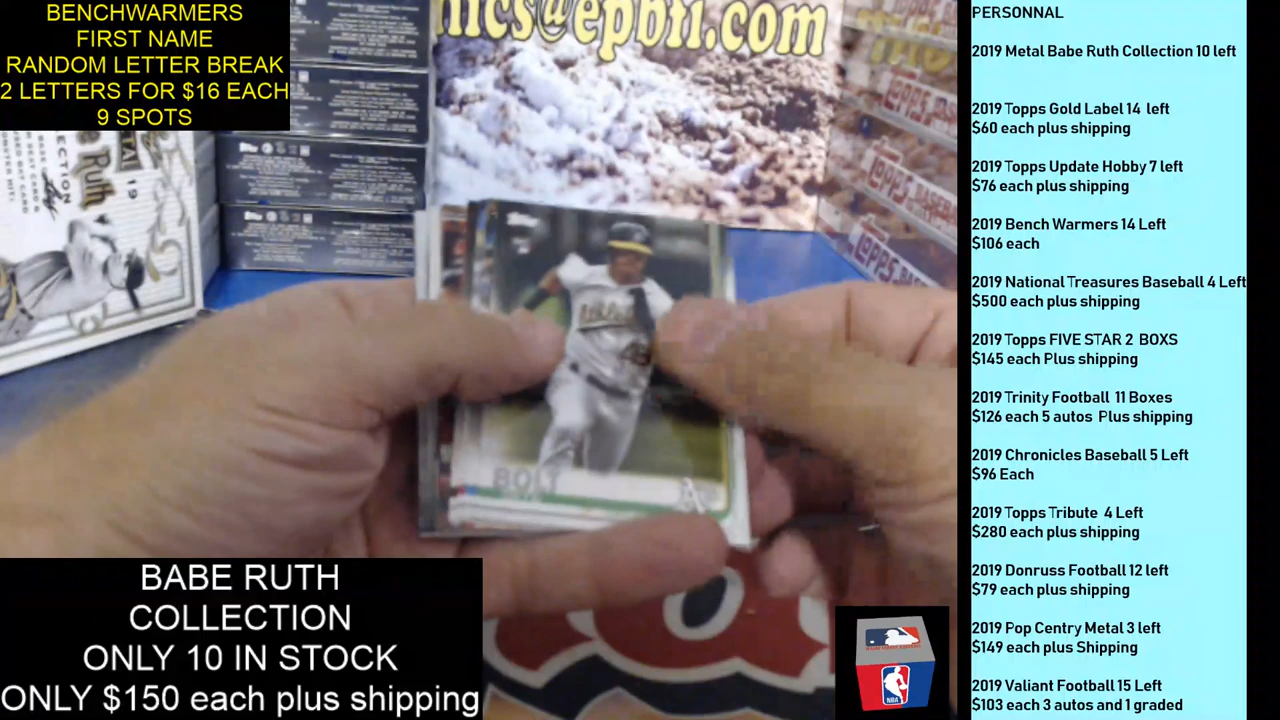 BENCHWARMERS
FIRST NAME
RANDOM LETTER BREAK
2 LETTERS FOR $16 EACH
9 SPOTS
nics@epbti.com
19
Ruth
BOLT
BABE RUTH
COLLECTION
ONLY 10 IN STOCK
ONLY $150 each plus shipping
PERSONNAL
2019 Metal Babe Ruth Collection 10 left
2019 Topps Gold Label 14 left
$60 each plus shipping
2019 Topps Update Hobby 7 left
$76 each plus shipping
2019 Bench Warmers 14 Left
$106 each
2019 National Treasures Baseball 4 Left
$500 each plus shipping
2019 Topps FIVE STAR 2 BOXS
$145 each Plus shipping
2019 Trinity Football 11 Boxes
$126 each 5 autos Plus shipping
2019 Chronicles Baseball 5 Left
$96 Each
2019 Topps Tribute 4 Left
$280 each plus shipping
2019 Donruss Football 12 left
$79 each plus shipping
2019 Pop Centry Metal 3 left
$149 each plus Shipping
2019 Valiant Football 15 Left
$103 each 3 autos and 1 graded